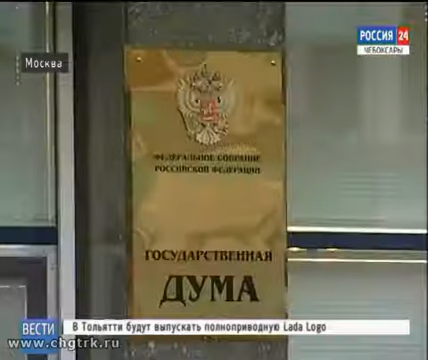 Москва
РОССИЯ 24
ЧЕБОКСАРЫ
ФЕДЕРАЛЬНОЕ СОБРАНИЕ
РОССИЙСКОЙ ФЕДЕРАЦИИ
ГОСУДАРСТВЕННАЯ
ДУМА
ВЕСТИ
В Тольятти будут выпускать полноприводную Lada Logo
www.chgtrk.ru